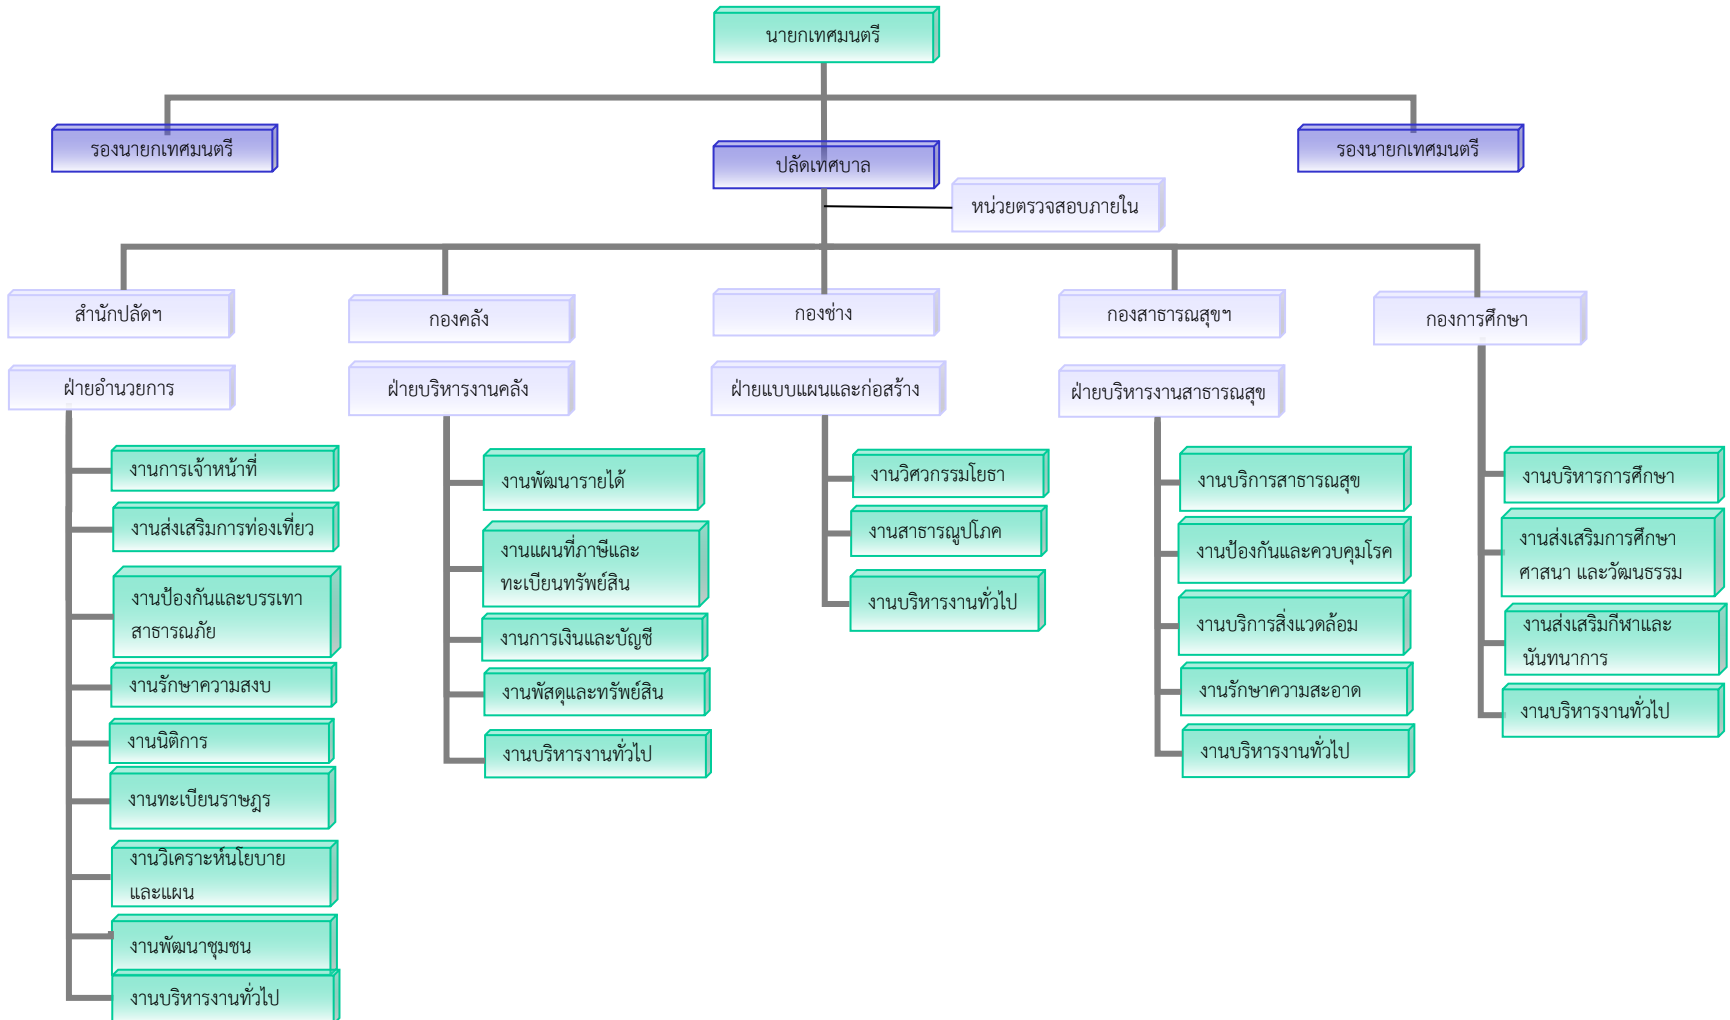 นายกเทศมนตรี
รองนายกเทศมนตรี
ปลัดเทศบาล
รองนายกเทศมนตรี
หน่วยตรวจสอบภายใน
สำนักปลัดฯ
กองคลัง
กองช่าง
กองสาธารณสุขฯ
กองการศึกษา
ฝ่ายอำนวยการ
ฝ่ายบริหารงานคลัง
ฝ่ายแบบแผนและก่อสร้าง
ฝ่ายบริหารงานสาธารณสุข
งานการเจ้าหน้าที่
งานส่งเสริมการท่องเที่ยว
งานป้องกันและบรรเทา
สาธารณภัย
งานรักษาความสงบ
งานนิติการ
งานทะเบียนราษฎร
งานวิเคราะห์นโยบาย
และแผน
งานพัฒนาชุมชน
งานบริหารงานทั่วไป
งานพัฒนารายได้
งานแผนที่ภาษีและ
ทะเบียนทรัพย์สิน
งานการเงินและบัญชี
งานพัสดุและทรัพย์สิน
งานบริหารงานทั่วไป
งานวิศวกรรมโยธา
งานสาธารณูปโภค
งานบริหารงานทั่วไป
งานบริการสาธารณสุข
งานป้องกันและควบคุมโรค
งานบริการสิ่งแวดล้อม
งานรักษาความสะอาด
งานบริหารงานทั่วไป
งานบริหารการศึกษา
งานส่งเสริมการศึกษา
ศาสนา และวัฒนธรรม
งานส่งเสริมกีฬาและ
นันทนาการ
งานบริหารงานทั่วไป